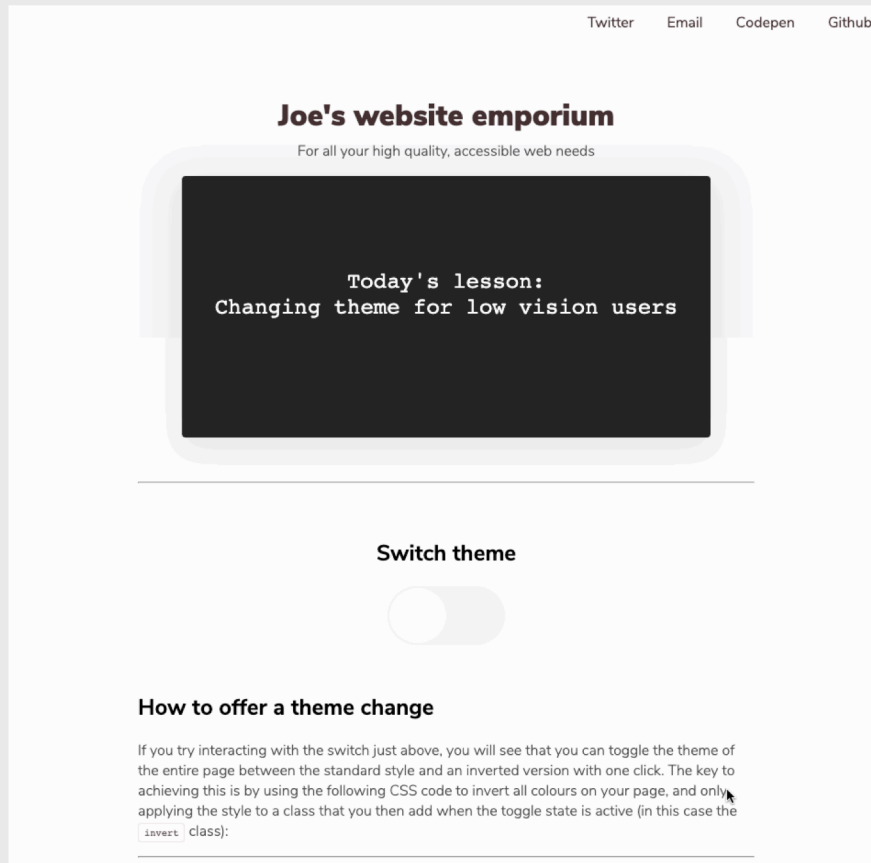 Twitter Email Codepen Github
Joe's website emporium
For all your high quality, accessible web needs
Today's lesson:
Changing theme for low vision users
Switch theme
How to offer a theme change
If you try interacting with the switch just above, you will see that you can toggle the theme of
the entire page between the standard style and an inverted version with one click. The key to
achieving this is by using the following CSS code to invert all colours on your page, and only
applying the style to a class that you then add when the toggle state is active (in this case the
invert class):